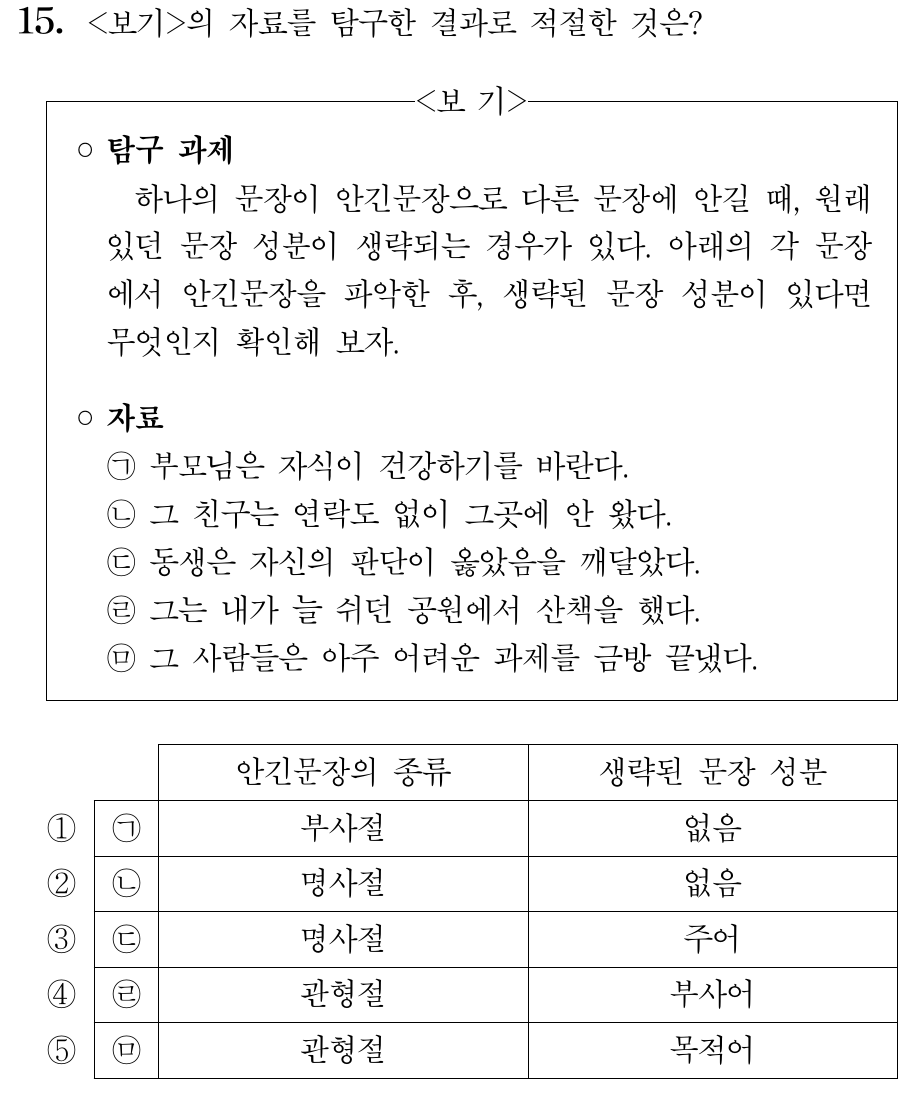 15. <보기>의 자료를 탐구한 결과로 적절한 것은?
<보 기>
○ 탐구 과제
하나의 문장이 안긴문장으로 다른 문장에 안길 때, 원래
있던 문장 성분이 생략되는 경우가 있다. 아래의 각 문장
에서 안긴문장을 파악한 후, 생략된 문장 성분이 있다면
무엇인지 확인해 보자.
○ 자료
㉠ 부모님은 자식이 건강하기를 바란다.
㉡ 그 친구는 연락도 없이 그곳에 안 왔다.
㉢ 동생은 자신의 판단이 옳았음을 깨달았다.
㉣ 그는 내가 늘 쉬던 공원에서 산책을 했다.
㉤ 그 사람들은 아주 어려운 과제를 금방 끝냈다.
안긴문장의 종류 생략된 문장 성분
① ㉠ 부사절 없음
② ㉡ 명사절 없음
③ ㉢ 명사절 주어
④ ㉣ 관형절 부사어
⑤ ㉤ 관형절 목적어